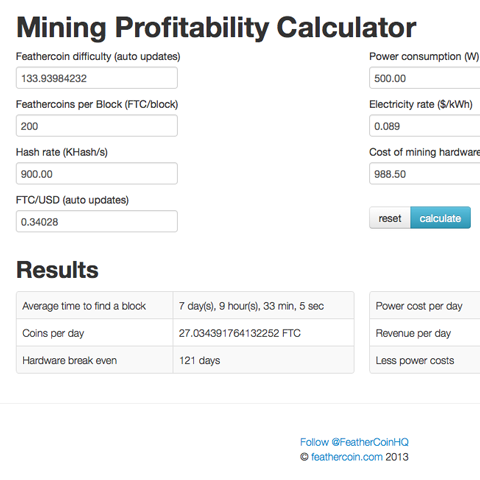 Mining Profitability Calculator
Feathercoin difficulty (auto updates)
133.93984232
Feathercoins per Block (FTC/block)
200
Hash rate (KHash/s)
900.00
FTC/USD (auto updates)
0.34028
Power consumption (W)
500.00
Electricity rate ($/kWh)
0.089
Cost of mining hardware
988.50
reset calculate
Results
Average time to find a block 7 day(s), 9 hour(s), 33 min, 5 sec
Coins per day 27.034391764132252 FTC
Hardware break even 121 days
Power cost per day
Revenue per day
Less power costs
Follow @FeatherCoinHQ
© feathercoin.com 2013